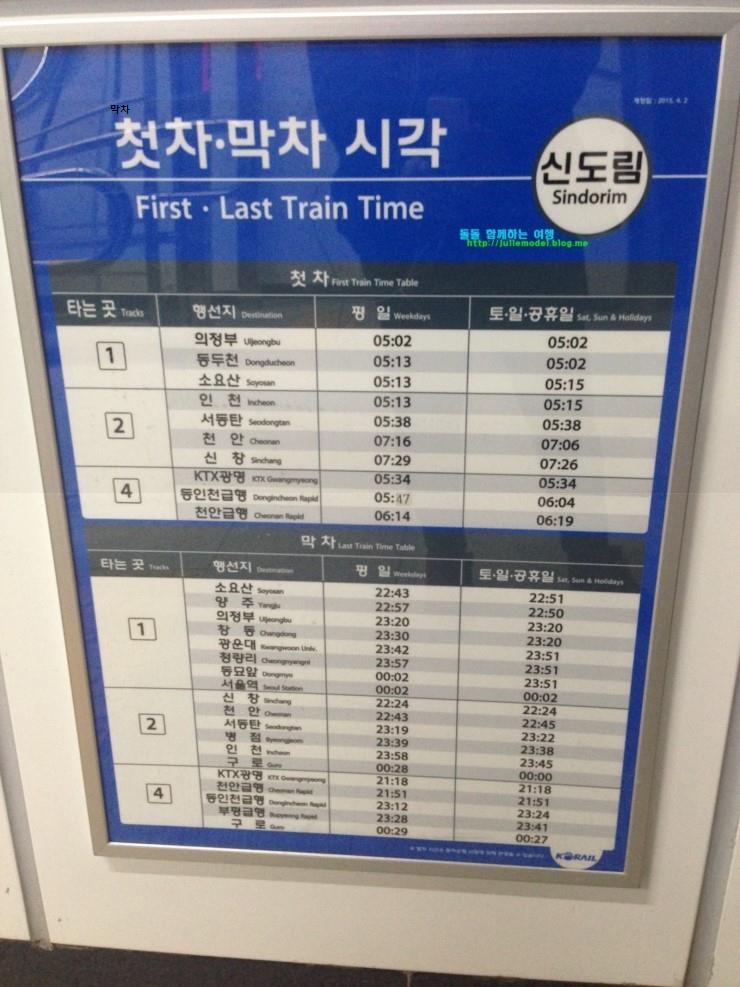 막차
개정일 : 2015. 4. 2
첫차·막차 시각
신도림
Sindorim
First · Last Train Time
돌돌 함께하는 여행
http://jullemodel.blog.me
첫 차 First Train Time Table
타는 곳 Tracks 행선지 Destination 평 일 Weekdays 토·일·공휴일 Sat, Sun & Holidays
의정부 Uijeongbu 05:02 05:02
1 동두천 Dongducheon 05:13 05:02
소요산 Soyosan 05:13 05:15
인 천 Incheon 05:13 05:15
2 서동탄 Seodongtan 05:38 05:38
천 안 Cheonan 07:16 07:06
신 창 Sinchang 07:29 07:26
KTX광명 KTX Gwangmyeong 05:34 05:34
4 동인천급행 Dongincheon Rapid 05:47 06:04
천안급행 Cheonan Rapid 06:14 06:19
막 차 Last Train Time Table
타는 곳 Tracks 행선지 Destination 평 일 Weekdays 토·일·공휴일 Sat, Sun & Holidays
소요산 Soyosan 22:43 22:51
양 주 Yangju 22:57 22:50
의정부 Uijeongbu 23:20 23:20
1 창 동 Changdong 23:30 23:20
광운대 Kwangwoon Univ. 23:42 23:51
청량리 Cheongnyangni 23:57 23:51
동묘앞 Dongmyo 00:02 23:51
서울역 Seoul Station 00:02 00:02
신 창 Sinchang 22:24 22:24
천 안 Cheonan 22:43 22:45
2 서동탄 Seodongtan 23:19 23:22
병 점 Byeongjeom 23:39 23:38
인 천 Incheon 23:58 23:45
구 로 Guro 00:28 00:00
KTX광명 KTX Gwangmyeong 21:18 21:18
천안급행 Cheonan Rapid 21:51 21:51
4 동인천급행 Dongincheon Rapid 23:12 23:24
부평급행 Bupyeong Rapid 23:28 23:41
구 로 Guro 00:29 00:27
KORAIL